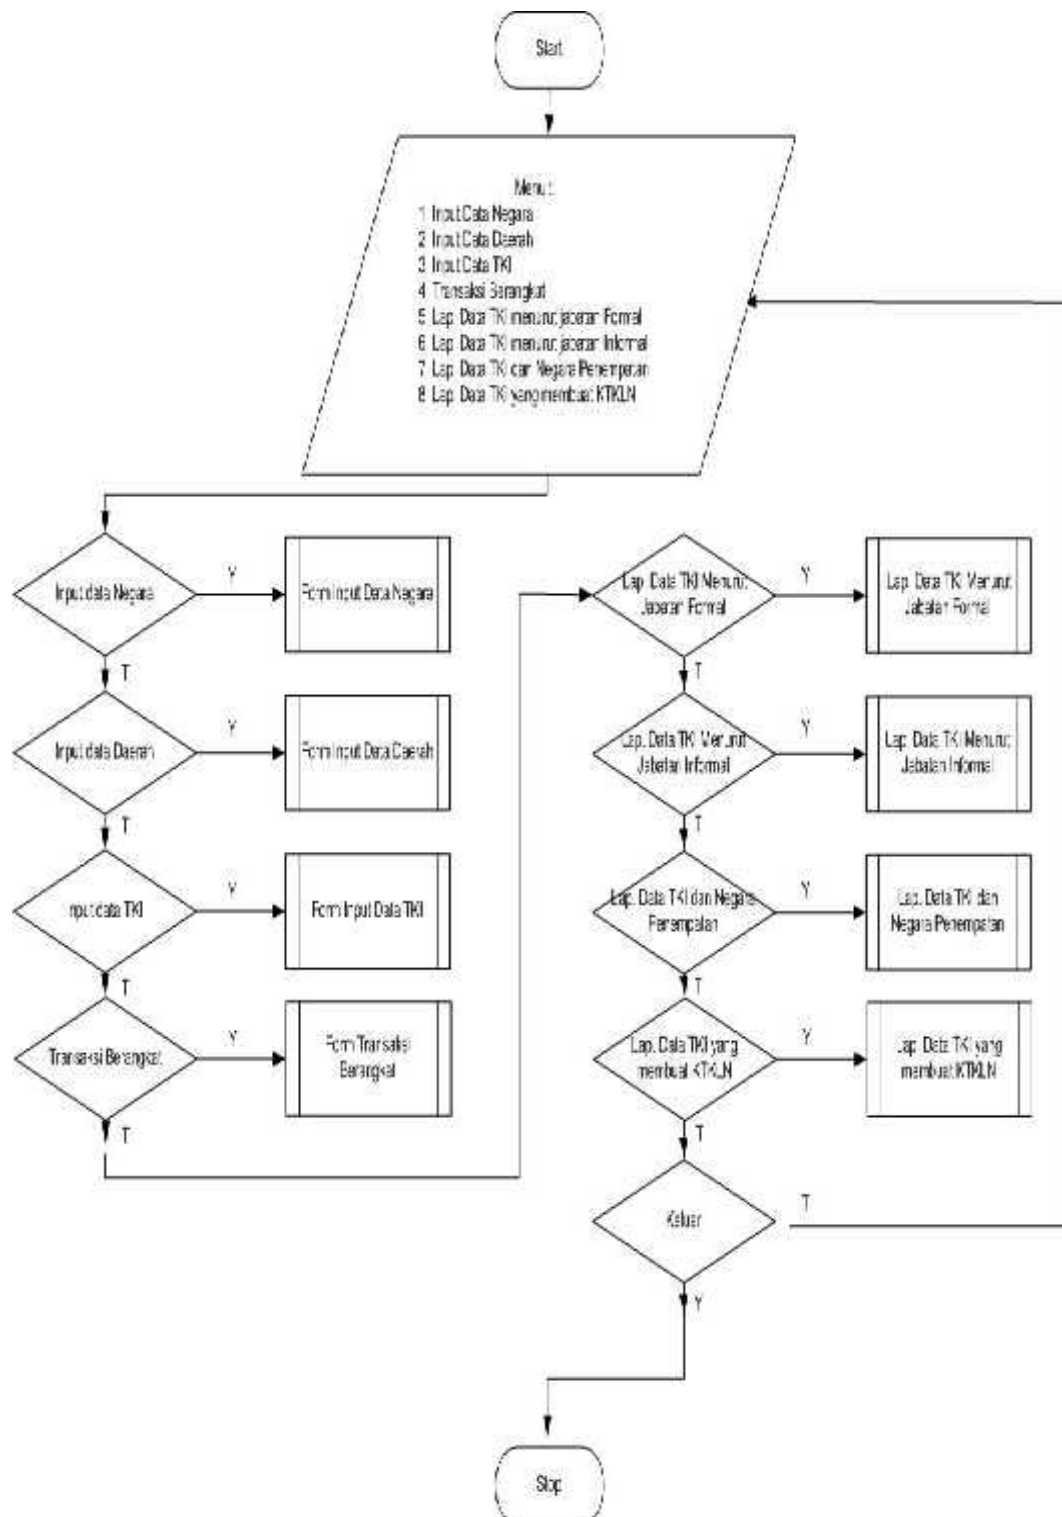 Start
Menu :
1 Input Data Negara
2 Input Data Daerah
3 Input Data TKI
4 Transaksi Berangkat
5 Lap. Data TKI menurut jabatan Formal
6 Lap. Data TKI menurut jabatan Informal
7 Lap. Data TKI dan Negara Penempatan
8 Lap. Data TKI yang membuat KTKLN
Input data Negara
Y
Form Input Data Negara
T
Input data Daerah
Y
Form Input Data Daerah
T
Input data TKI
Y
Form Input Data TKI
T
Transaksi Berangkat
Y
Form Transaksi
Berangkat
T
Lap. Data TKI Menurut
Jabatan Formal
Y
Lap. Data TKI Menurut
Jabatan Formal
T
Lap. Data TKI Menurut
Jabatan Informal
Y
Lap. Data TKI Menurut
Jabatan Informal
T
Lap. Data TKI dan Negara
Penempatan
Y
Lap. Data TKI dan
Negara Penempatan
T
Lap. Data TKI yang
membuat KTKLN
Y
Lap. Data TKI yang
membuat KTKLN
T
Keluar
T
Y
Stop